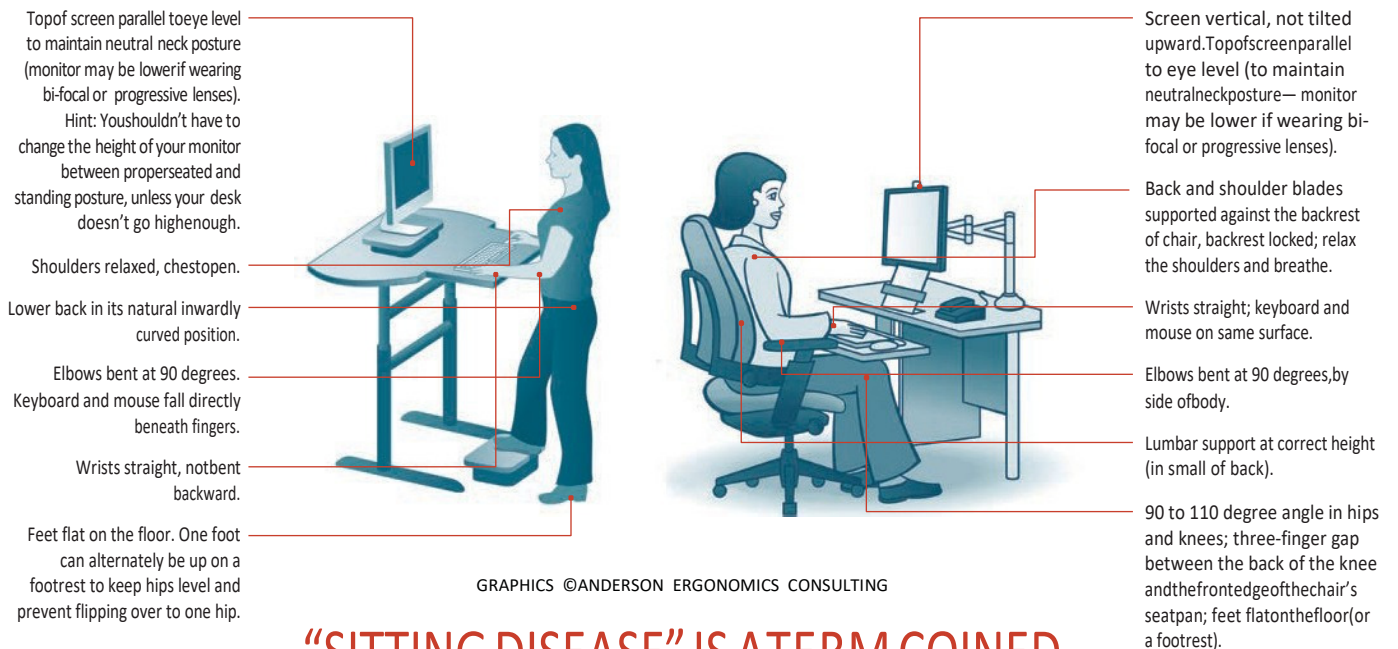 Topof screen parallel toeye level
to maintain neutral neck posture
(monitor may be lowerif wearing
bi-focal or progressive lenses).
Hint: Youshouldn't have to
change the height of your monitor
between properseated and
standing posture, unless your desk
doesn't go highenough.
Shoulders relaxed, chestopen.
Lower back in its natural inwardly
curved position.
Elbows bent at 90 degrees.
Keyboard and mouse fall directly
beneath fingers.
Wrists straight, notbent
backward.
Feet flat on the floor. One foot
can alternately be up on a
footrest to keep hips level and
prevent flipping over to one hip.
Screen vertical, not tilted
upward.Topofscreenparallel
to eye level (to maintain
neutralneckposture— monitor
may be lower if wearing bi-
focal or progressive lenses).
Back and shoulder blades
supported against the backrest
of chair, backrest locked; relax
the shoulders and breathe.
Wrists straight; keyboard and
mouse on same surface.
Elbows bent at 90 degrees,by
side ofbody.
Lumbar support at correct height
(in small of back).
90 to 110 degree angle in hips
and knees; three-finger gap
between the back of the knee
andthefrontedgeofthechair's
seatpan; feet flatonthefloor(or
a footrest).
GRAPHICS ©ANDERSON ERGONOMICS CONSULTING
"SITTING DISEASE" IS ATERM COINED